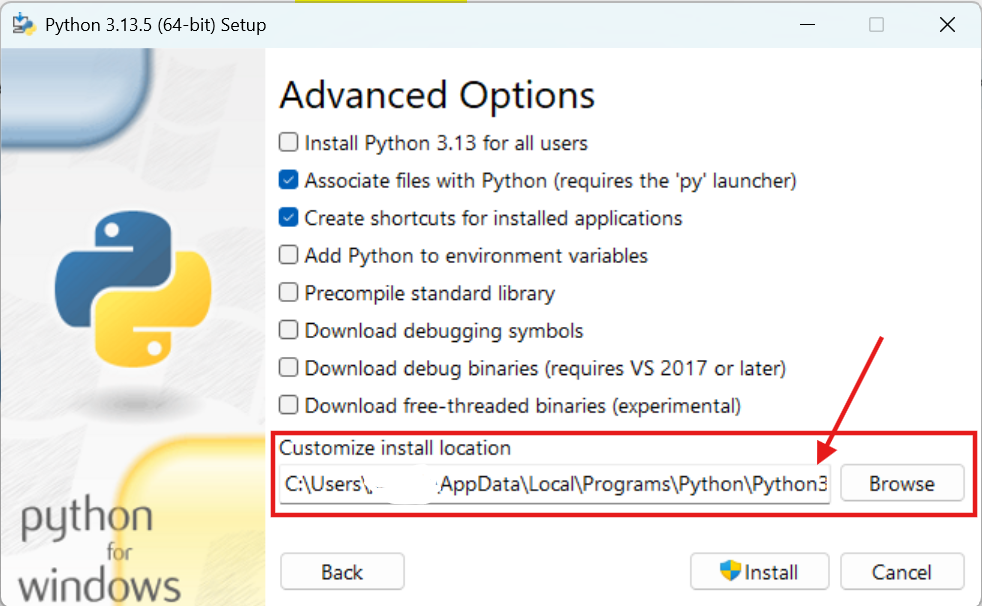 Python 3.13.5 (64-bit) Setup
Advanced Options
Install Python 3.13 for all users
Associate files with Python (requires the 'py' launcher)
Create shortcuts for installed applications
Add Python to environment variables
Precompile standard library
Download debugging symbols
Download debug binaries (requires VS 2017 or later)
Download free-threaded binaries (experimental)
Customize install location
C:\Users\ AppData\Local\Programs\Python\Python3
Browse
python
for
windows
Back
Install
Cancel